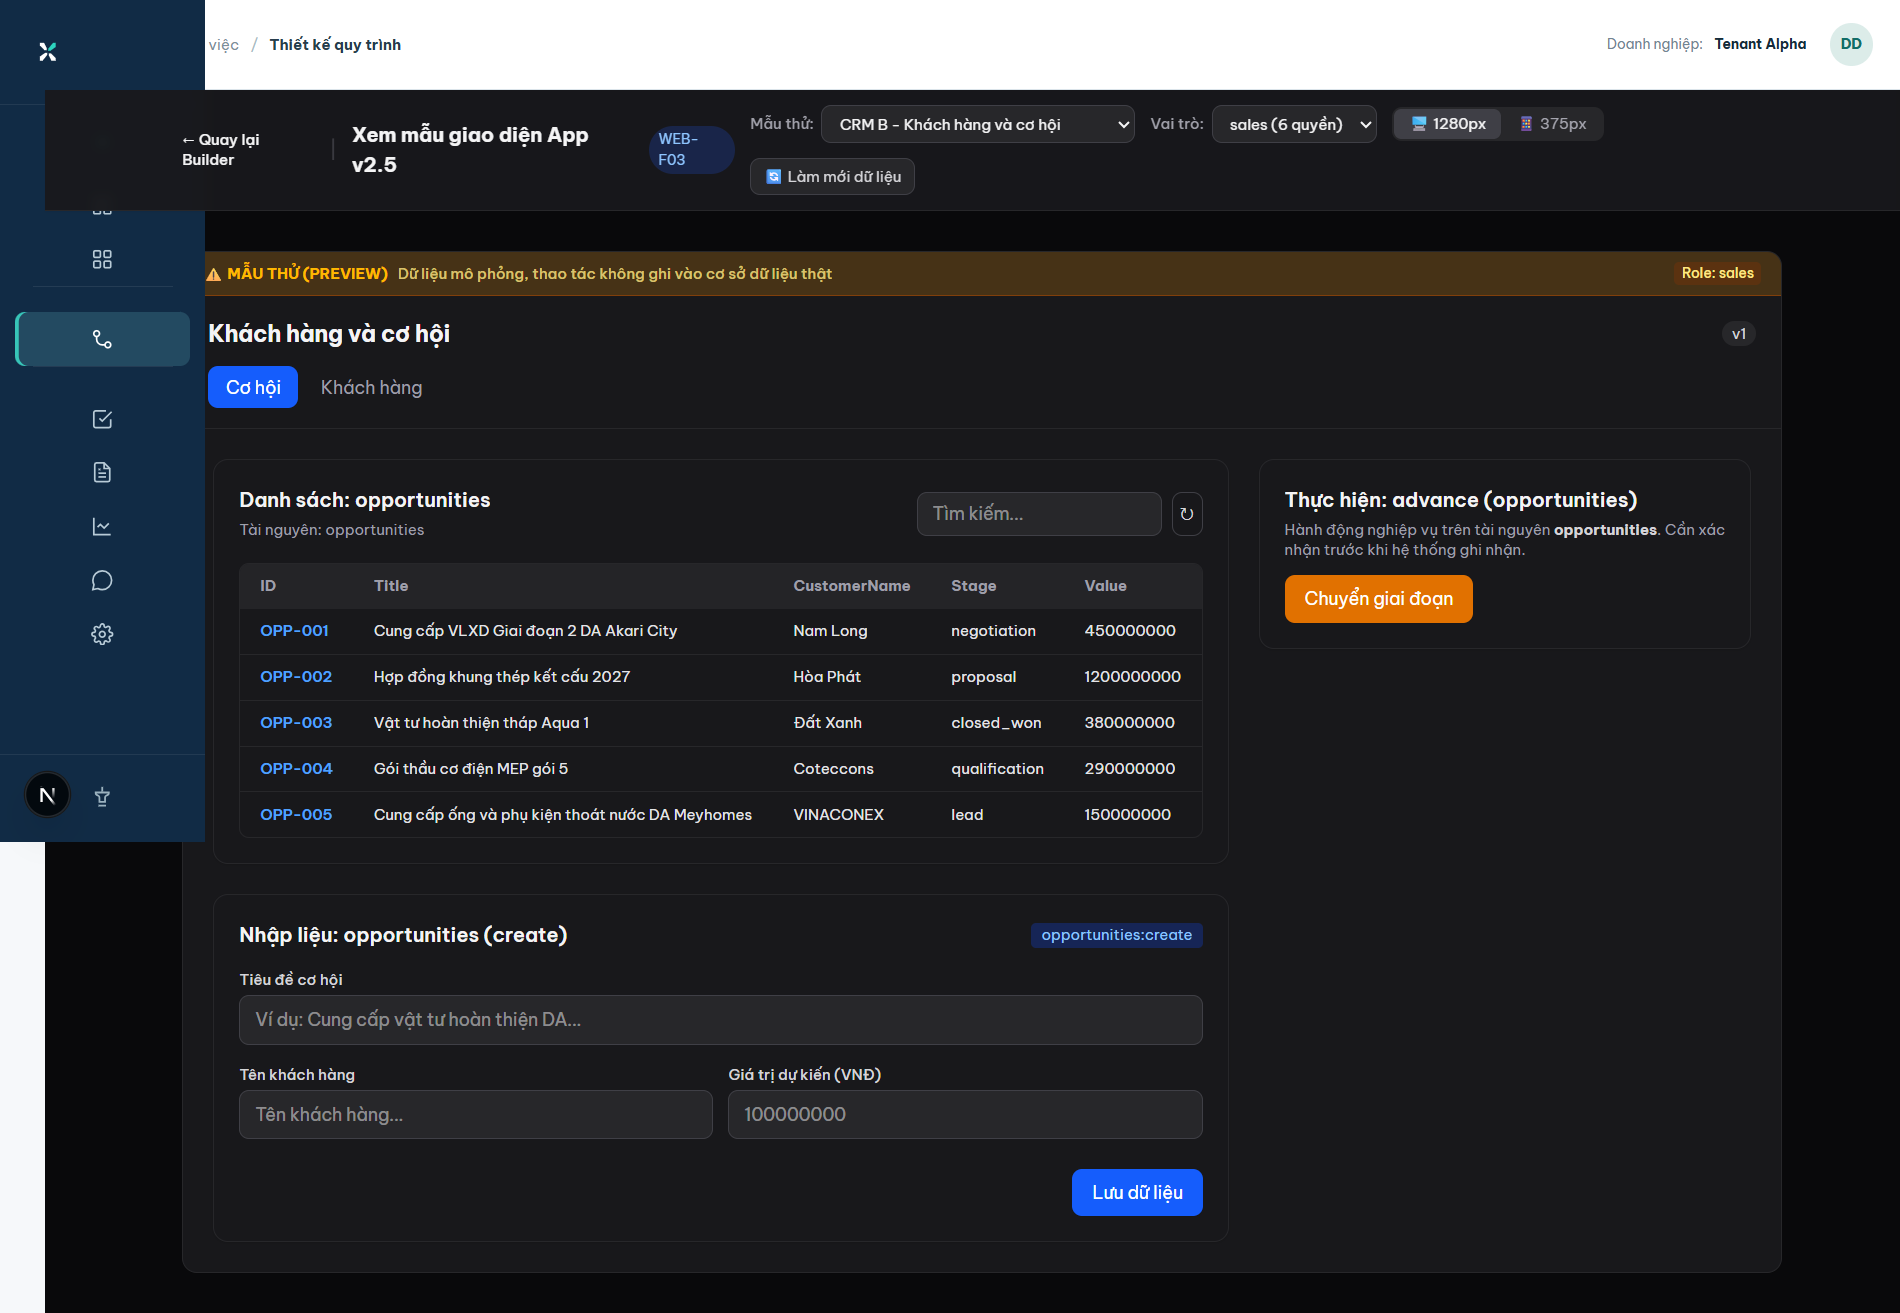 việc / Thiết kế quy trình
Doanh nghiệp: Tenant Alpha
DD
← Quay lại
Builder
Xem mẫu giao diện App
v2.5
WEB-
F03
Mẫu thử:
CRM B - Khách hàng và cơ hội
Vai trò:
sales (6 quyền)
1280px
375px
Làm mới dữ liệu
MẪU THỬ (PREVIEW) Dữ liệu mô phỏng, thao tác không ghi vào cơ sở dữ liệu thật
Role: sales
Khách hàng và cơ hội
v1
Cơ hội
Khách hàng
Danh sách: opportunities
Tài nguyên: opportunities
Tìm kiếm...
ID Title CustomerName Stage Value
OPP-001 Cung cấp VLXD Giai đoạn 2 DA Akari City Nam Long negotiation 450000000
OPP-002 Hợp đồng khung thép kết cấu 2027 Hòa Phát proposal 1200000000
OPP-003 Vật tư hoàn thiện tháp Aqua 1 Đất Xanh closed_won 380000000
OPP-004 Gói thầu cơ điện MEP gói 5 Coteccons qualification 290000000
OPP-005 Cung cấp ống và phụ kiện thoát nước DA Meyhomes VINACONEX lead 150000000
Thực hiện: advance (opportunities)
Hành động nghiệp vụ trên tài nguyên opportunities. Cần xác
nhận trước khi hệ thống ghi nhận.
Chuyển giai đoạn
Nhập liệu: opportunities (create)
opportunities:create
Tiêu đề cơ hội
Ví dụ: Cung cấp vật tư hoàn thiện DA...
Tên khách hàng
Giá trị dự kiến (VNĐ)
Tên khách hàng...
100000000
Lưu dữ liệu
N